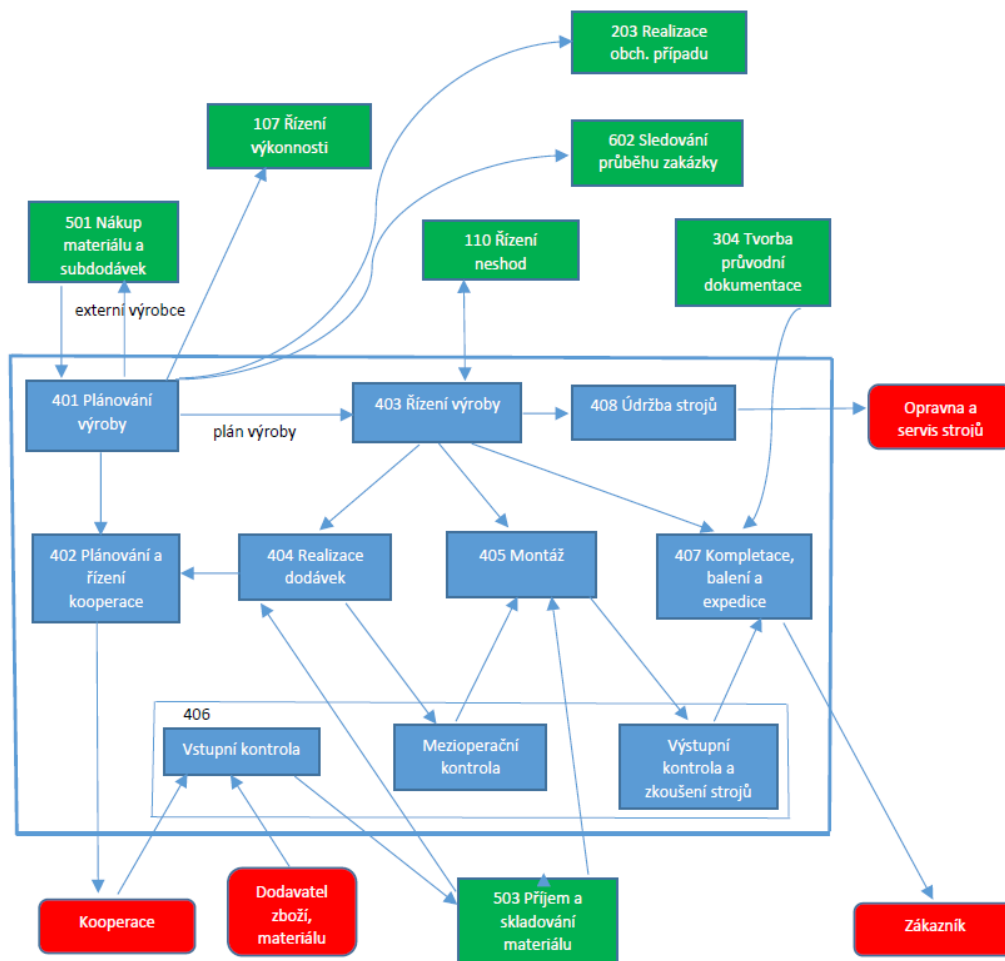 203 Realizace
obch. případu
107 Řízení
výkonnosti
602 Sledování
průběhu zakázky
501 Nákup
materiálu a
subdodávek
110 Řízení
neshod
304 Tvorba
průvodní
dokumentace
externí výrobce
401 Plánování
výroby
plán výroby
403 Řízení výroby
408 Údržba strojů
Opravna a
servis strojů
402 Plánování a
řízení
kooperace
404 Realizace
dodávek
405 Montáž
407 Kompletace,
balení a
expedice
406
Vstupní kontrola
Mezioperační
kontrola
Výstupní
kontrola a
zkoušení strojů
Kooperace
Dodavatel
zboží,
materiálu
503 Příjem a
skladování
materiálu
Zákazník